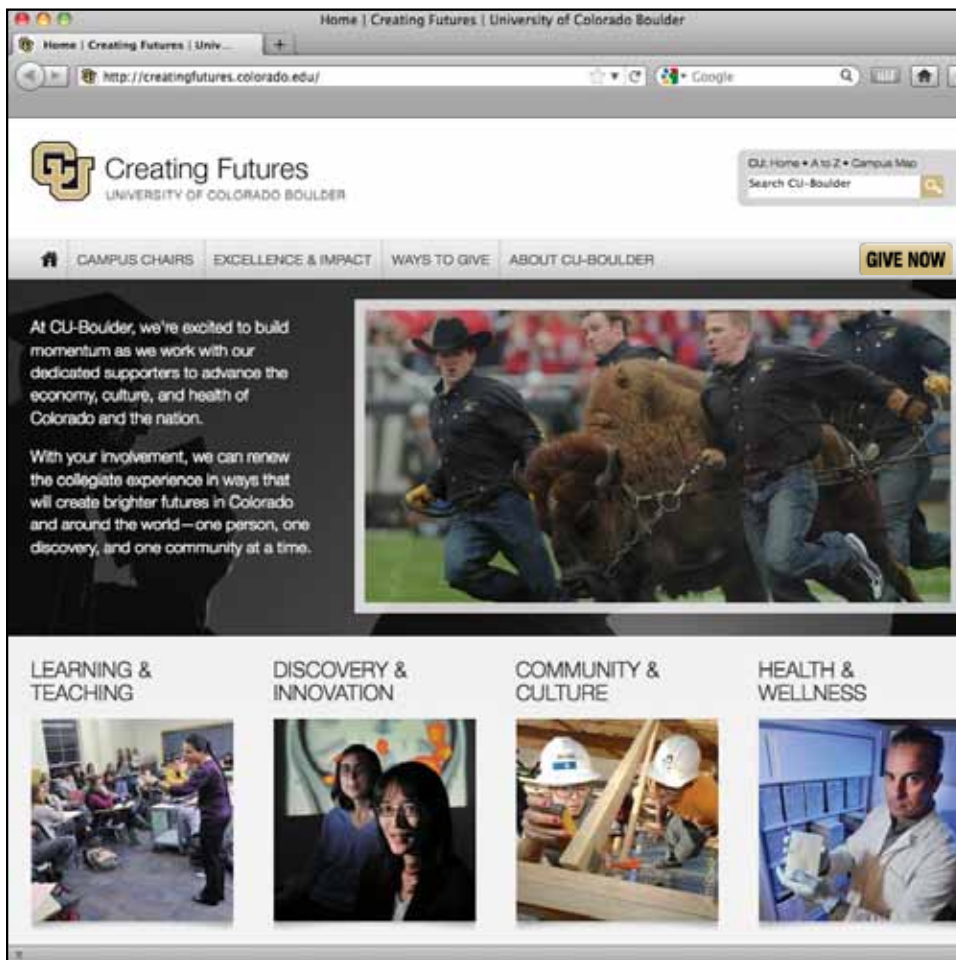 Home | Creating Futures | University of Colorado Boulder
Home | Creating Futures | Univ...
http://creatingfutures.colorado.edu/
Google
CU
Creating Futures
UNIVERSITY OF COLORADO BOULDER
CU: Home • A to Z • Campus Map
Search CU-Boulder
CAMPUS CHAIRS
EXCELLENCE & IMPACT
WAYS TO GIVE
ABOUT CU-BOULDER
GIVE NOW
At CU-Boulder, we're excited to build
momentum as we work with our
dedicated supporters to advance the
economy, culture, and health of
Colorado and the nation.
With your involvement, we can renew
the collegiate experience in ways that
will create brighter futures in Colorado
and around the world—one person, one
discovery, and one community at a time.
LEARNING &
TEACHING
DISCOVERY &
INNOVATION
COMMUNITY &
CULTURE
HEALTH &
WELLNESS